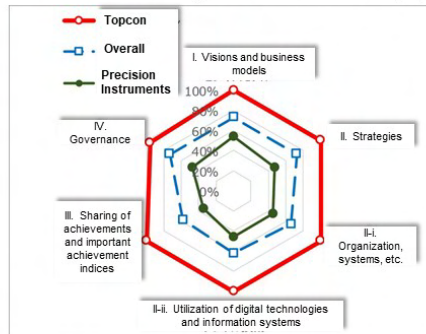 Topcon
Overall
Precision
Instruments
I. Visions and business
models
100%
80%
60%
40%
20%
0%
IV.
Governance
II. Strategies
III. Sharing of
achievements and
important
achievement
indices
II-i.
Organization,
systems, etc.
II-ii. Utilization of digital technologies
and information systems